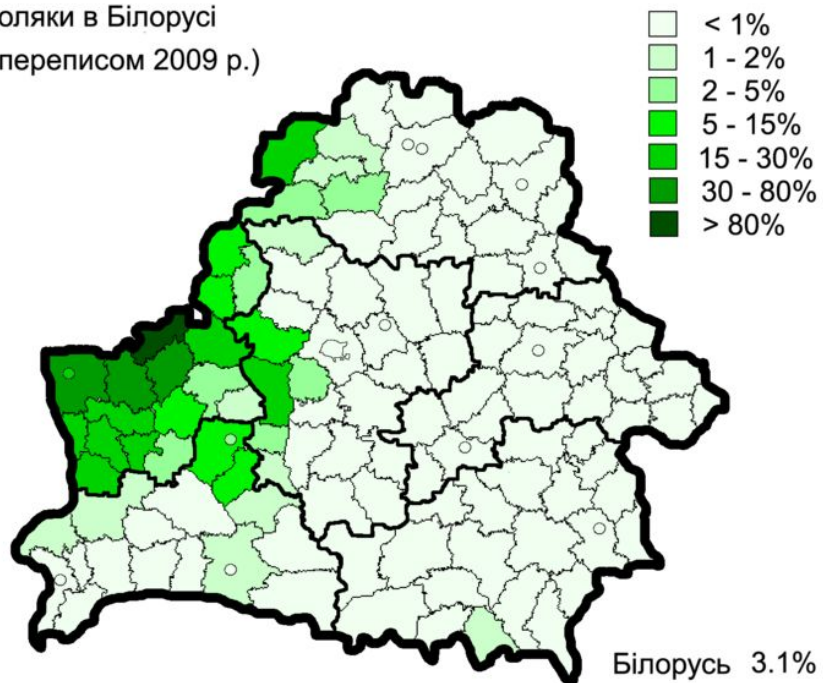 оляки в Білорусі
переписом 2009 р.)
< 1%
1 - 2%
2 - 5%
5 - 15%
15 - 30%
30 - 80%
> 80%
Білорусь 3.1%